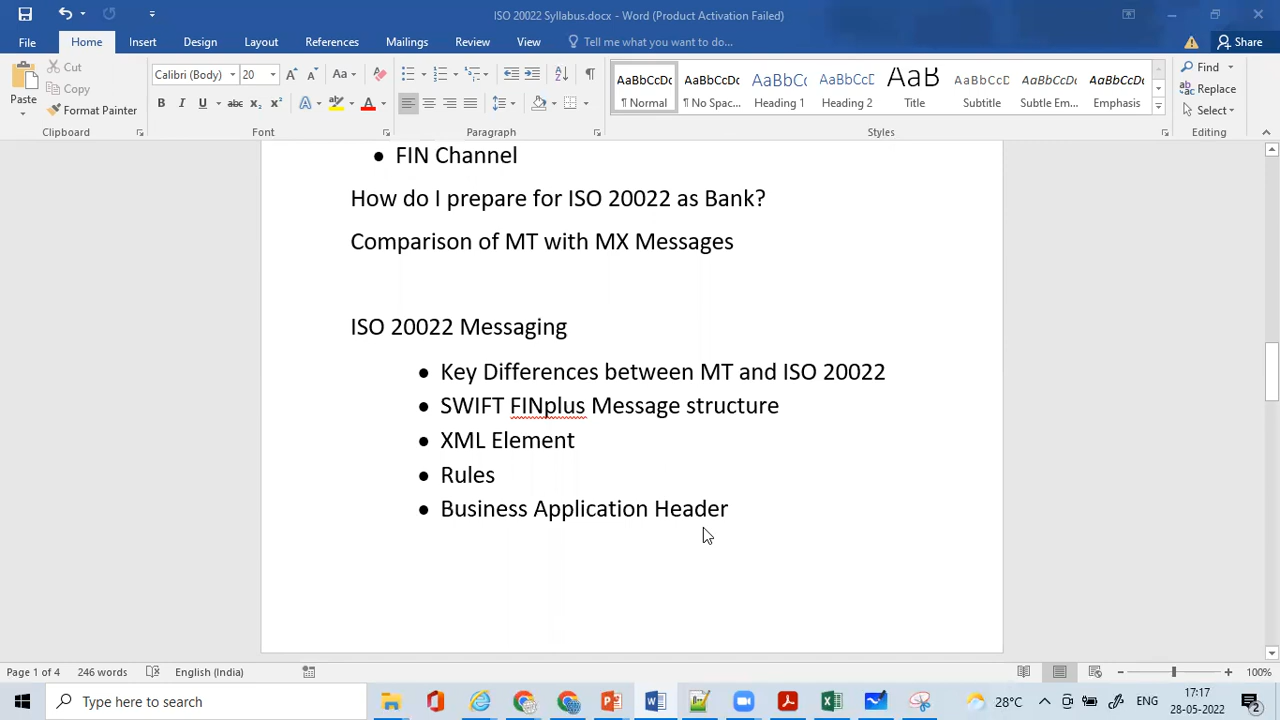 ISO 20022 Syllabus.docx - Word (Product Activation Failed)
File Home Insert Design Layout References Mailings Review View Tell me what you want to do... Share
Paste
Cut
Copy
Format Painter
Clipboard
Calibri (Body) 20
Font
Paragraph
AaBbCcDc ¶ Normal
AaBbCcDc ¶ No Spac...
AaBbCc Heading
AaBbCcD Heading 2
AaB Title
AaBbCcD Subtitle
AaBbCcDc Subtle Em...
AaBbCcDc Emphasis
Styles
Find
Replace
Select
Editing
• FIN Channel
How do I prepare for ISO 20022 as Bank?
Comparison of MT with MX Messages
ISO 20022 Messaging
• Key Differences between MT and ISO 20022
• SWIFT FINplus Message structure
• XML Element
• Rules
• Business Application Header
Page 1 of 4 246 words English (India) 100%
Type here to search 28°C ENG 17:17
28-05-2022 2